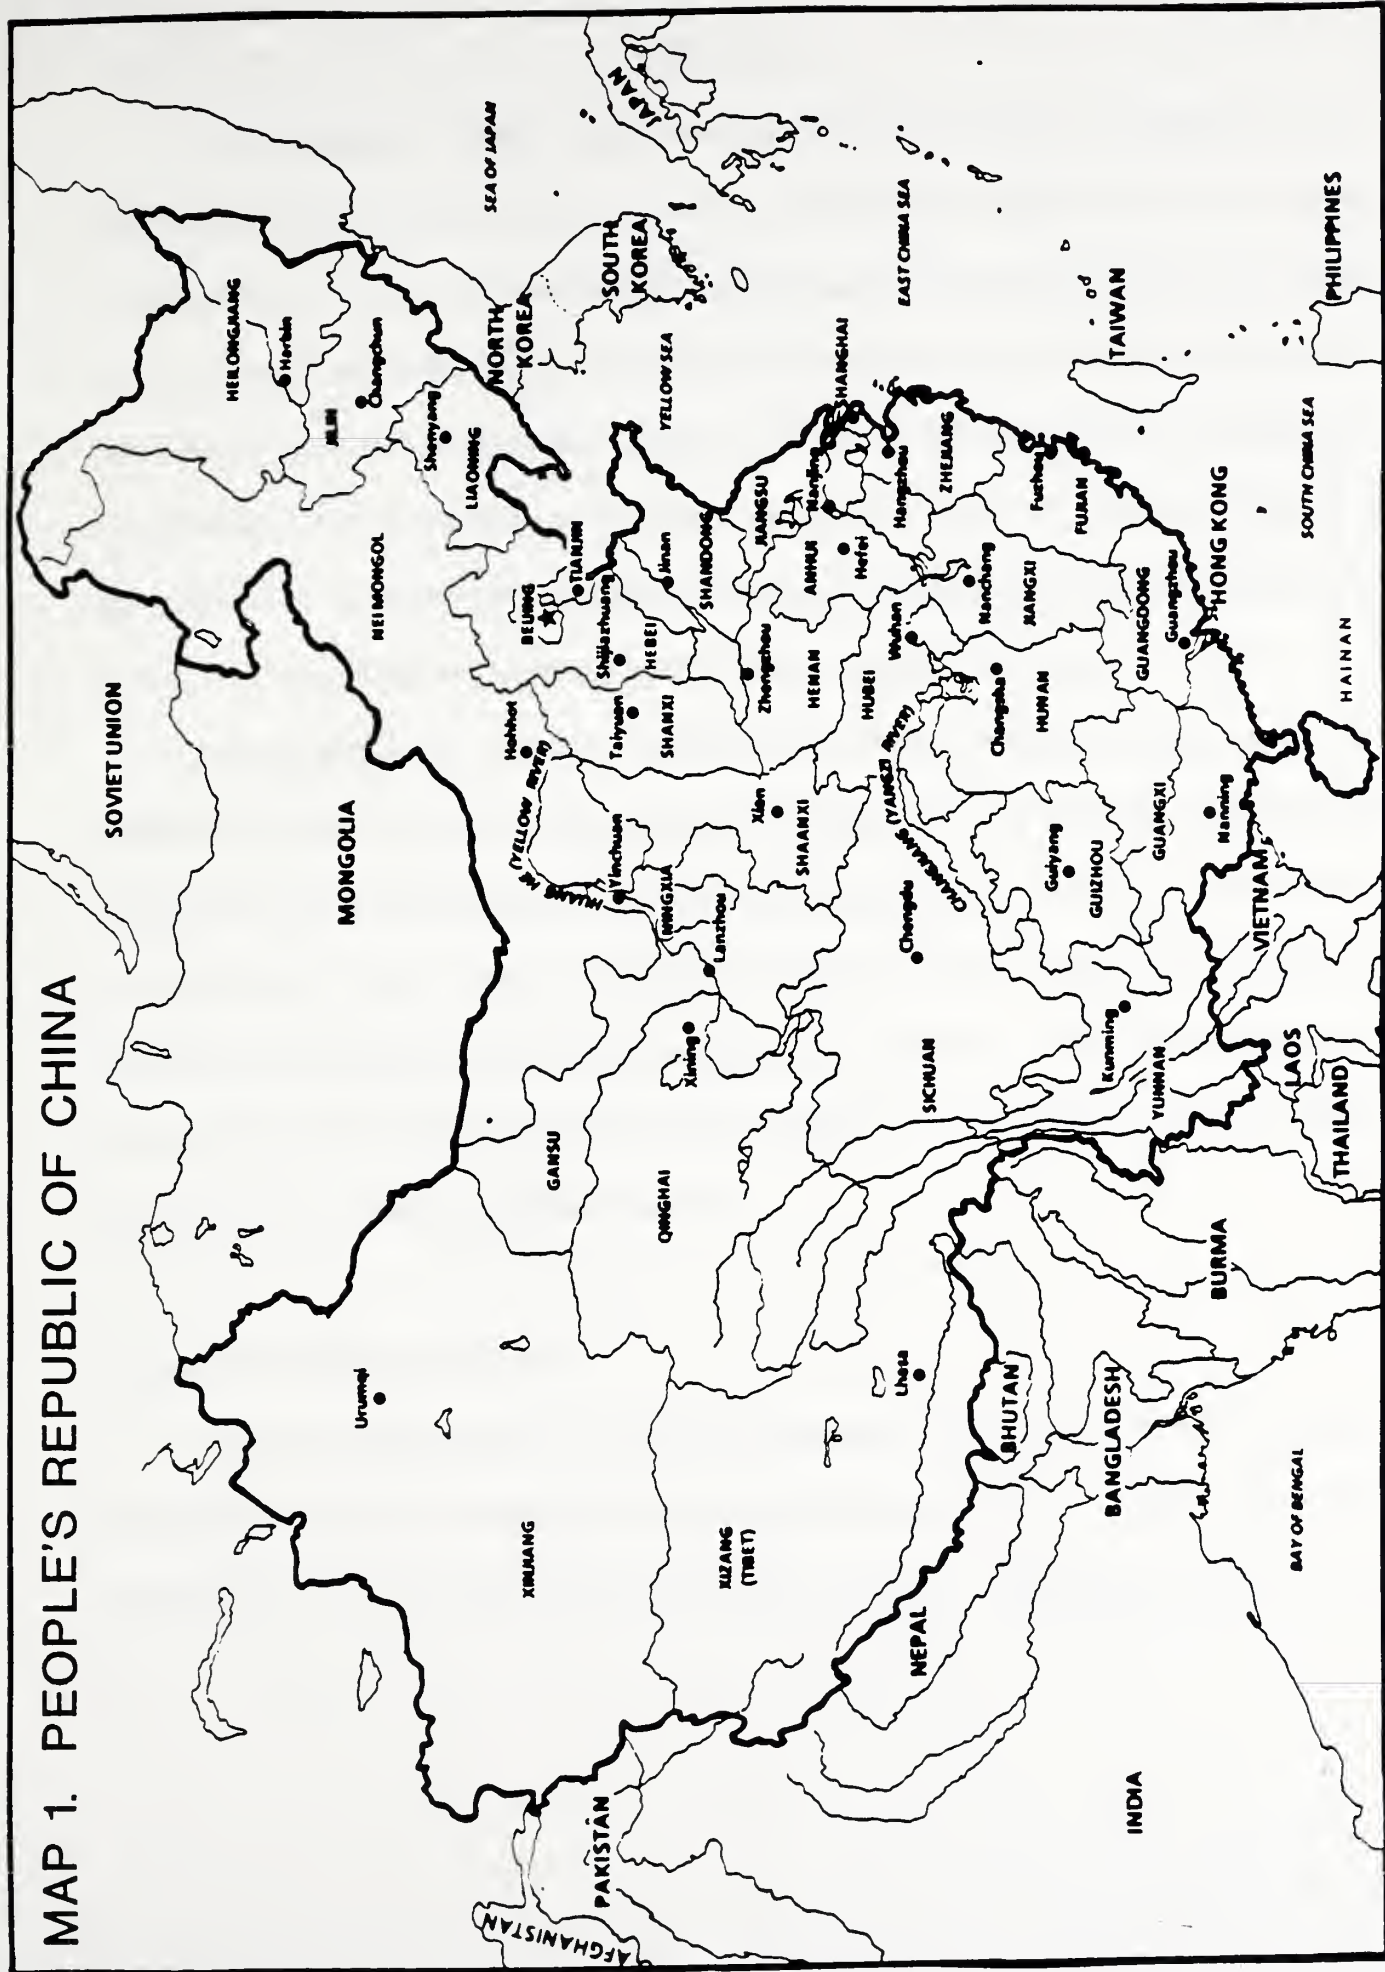 MAP 1. PEOPLE'S REPUBLIC OF CHINA
SOVIET UNION
MONGOLIA
HEILONGJIANG
Harbin
JILIN
Changchun
Shenyang
LIAONING
NEI MONGOL
SEA OF JAPAN
JAPAN
NORTH
KOREA
SOUTH
KOREA
YELLOW SEA
Urumqi
XINJIANG
GANSU
QINGHAI
Xining
Lanzhou
NINGXIA
Yinchuan
HUANG HE (YELLOW RIVER)
Hohhot
BEIJING
TIANJIN
Shijiazhuang
HEBEI
Taiyuan
SHANXI
Jinan
SHANDONG
AFGHANISTAN
PAKISTAN
XIZANG
(TIBET)
Lhasa
Xian
SHAANXI
Zhengzhou
HENAN
JIANGSU
Nanjing
ANHUI
Hefei
SHANGHAI
EAST CHINA SEA
NEPAL
BHUTAN
SICHUAN
Chengdu
CHANGJIANG (YANGZI RIVER)
HUBEI
Wuhan
Hangzhou
ZHEJIANG
Nanchang
JIANGXI
Changsha
HUNAN
Fuzhou
FUJIAN
TAIWAN
INDIA
BANGLADESH
BURMA
Kunming
YUNNAN
Guiyang
GUIZHOU
GUANGXI
Nanning
GUANGDONG
Guangzhou
HONG KONG
BAY OF BENGAL
THAILAND
LAOS
VIETNAM
HAINAN
SOUTH CHINA SEA
PHILIPPINES